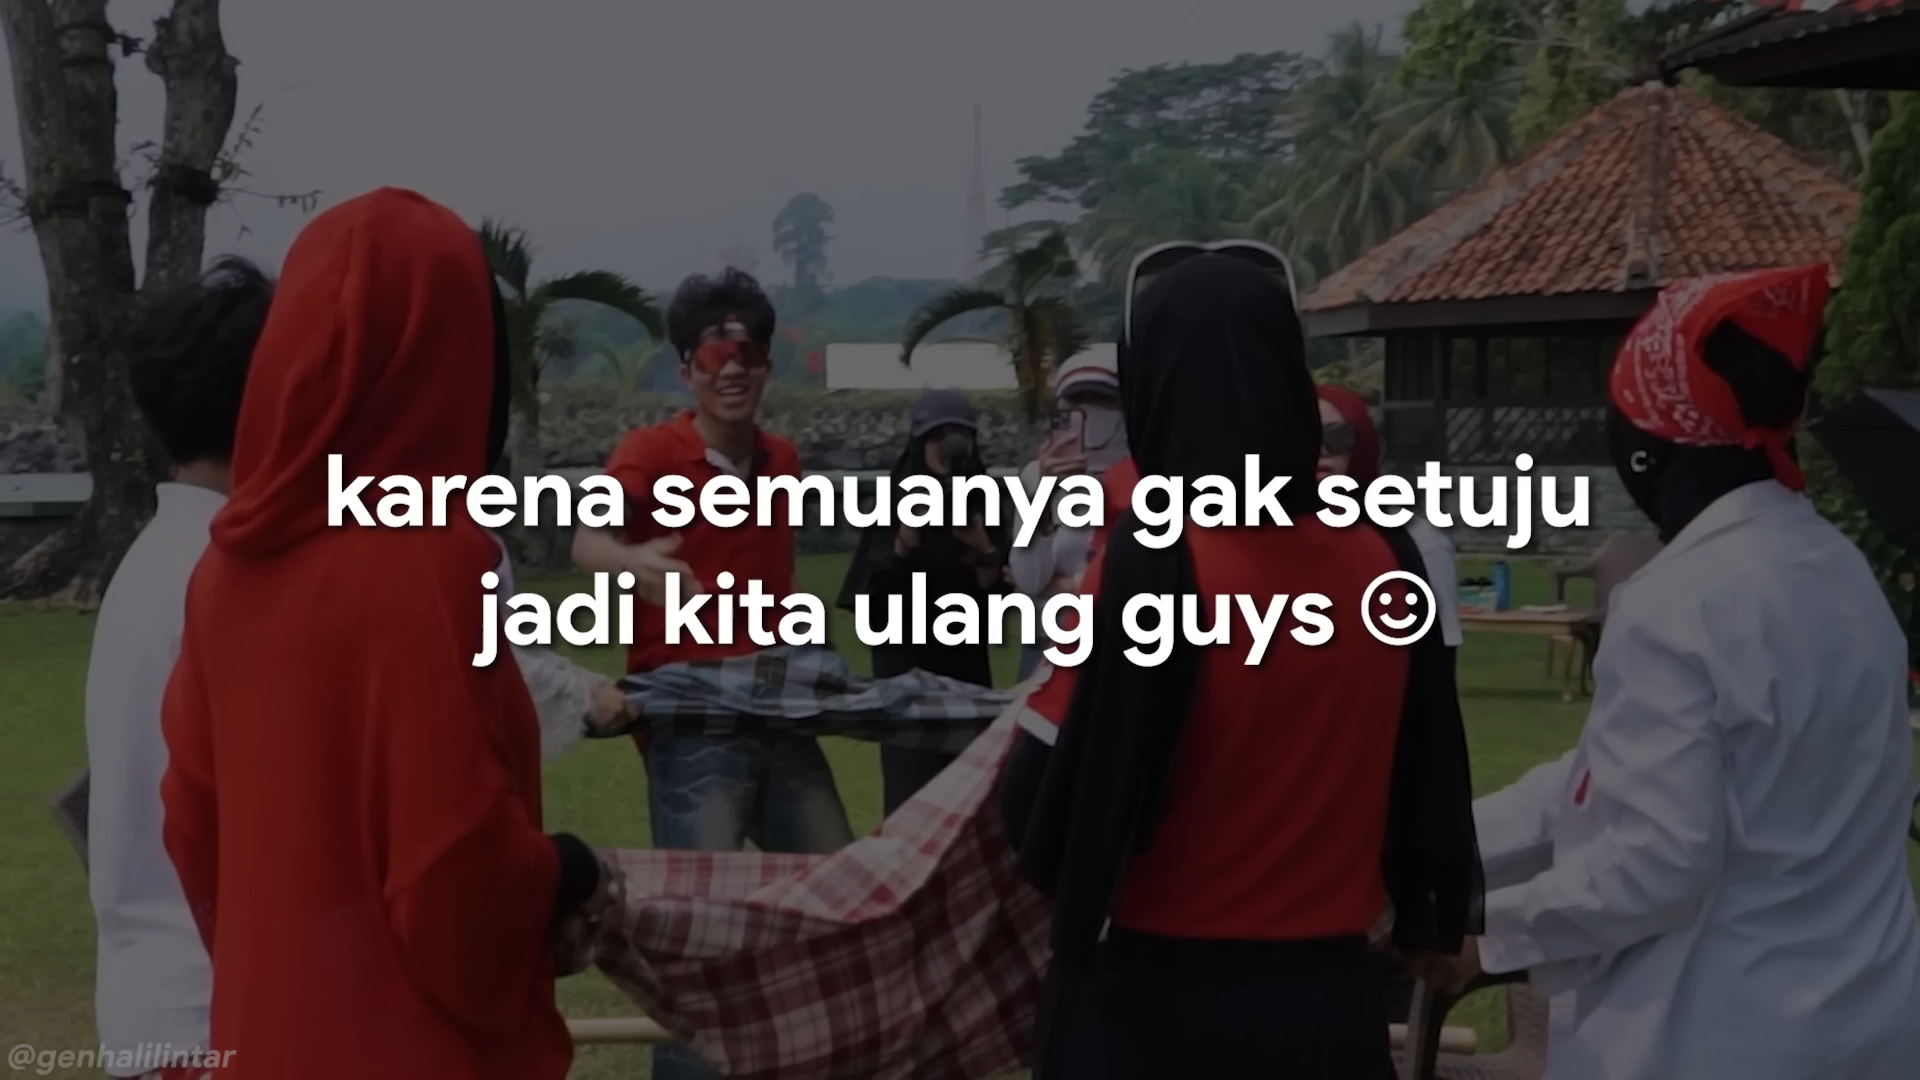 karena semuanya gak setuju
jadi kita ulang guys ☺
@genhalilintar